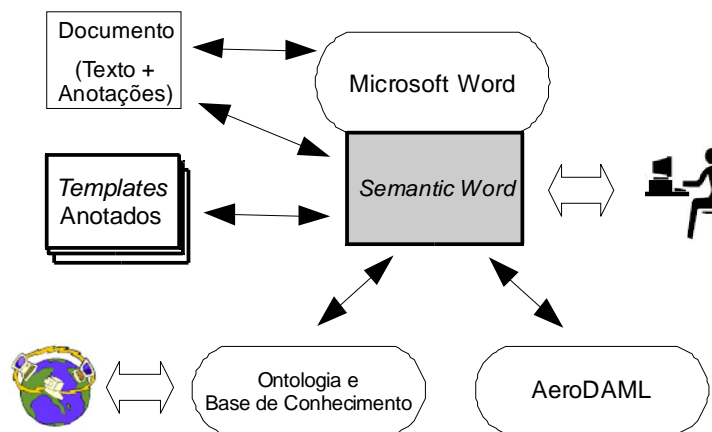 Documento
(Texto +
Anotações)
Microsoft Word
Templates
Anotados
Semantic Word
Ontologia e
Base de Conhecimento
AeroDAML